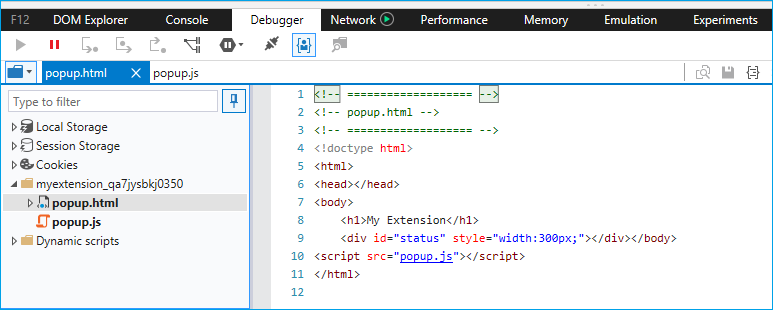 F12 DOM Explorer Console Debugger Network Performance Memory Emulation Experiments
popup.html popup.js
Type to filter
Local Storage
Session Storage
Cookies
myextension_qa7jysbkj0350
popup.html
popup.js
Dynamic scripts
1 <!-- =================== -->
2 <!-- popup.html -->
3 <!-- =================== -->
4 <!doctype html>
5 <html>
6 <head></head>
7 <body>
8 <h1>My Extension</h1>
9 <div id="status" style="width:300px;"></div></body>
10 <script src="popup.js"></script>
11 </html>
12